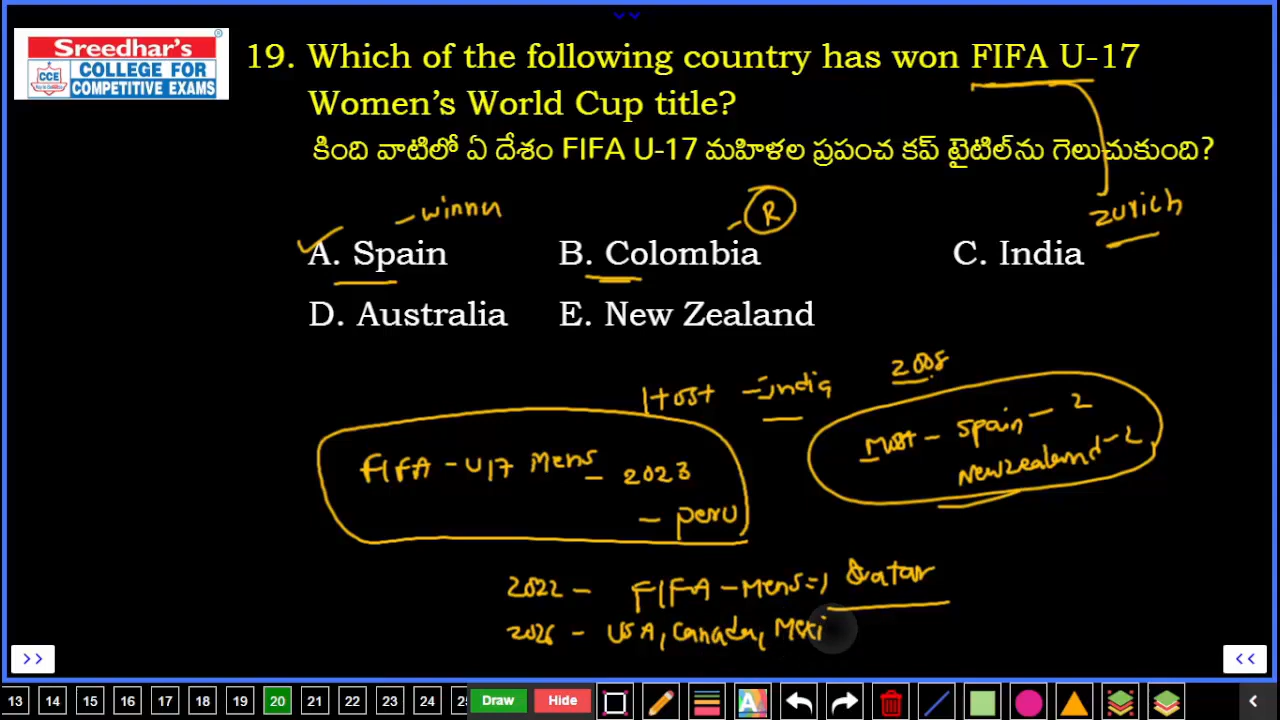 Sreedhar's
CCE
COLLEGE FOR
COMPETITIVE EXAMS
®
19. Which of the following country has won FIFA U-17
Women's World Cup title?
కింది వాటిలో ఏ దేశం FIFA U-17 మహిళల ప్రపంచ కప్ టైటిల్‌ను గెలుచుకుంది?
- winner
R
zurich
A. Spain B. Colombia C. India
D. Australia E. New Zealand
Host - India
2008
Most - Spain - 2
Newzealand - 2
FIFA - U17 Mens - 2023
- peru
2022 - FIFA - Mens => Qatar
2026 - USA, Canada, Mexi
>> <<
13 14 15 16 17 18 19 20 21 22 23 24 Draw Hide A <